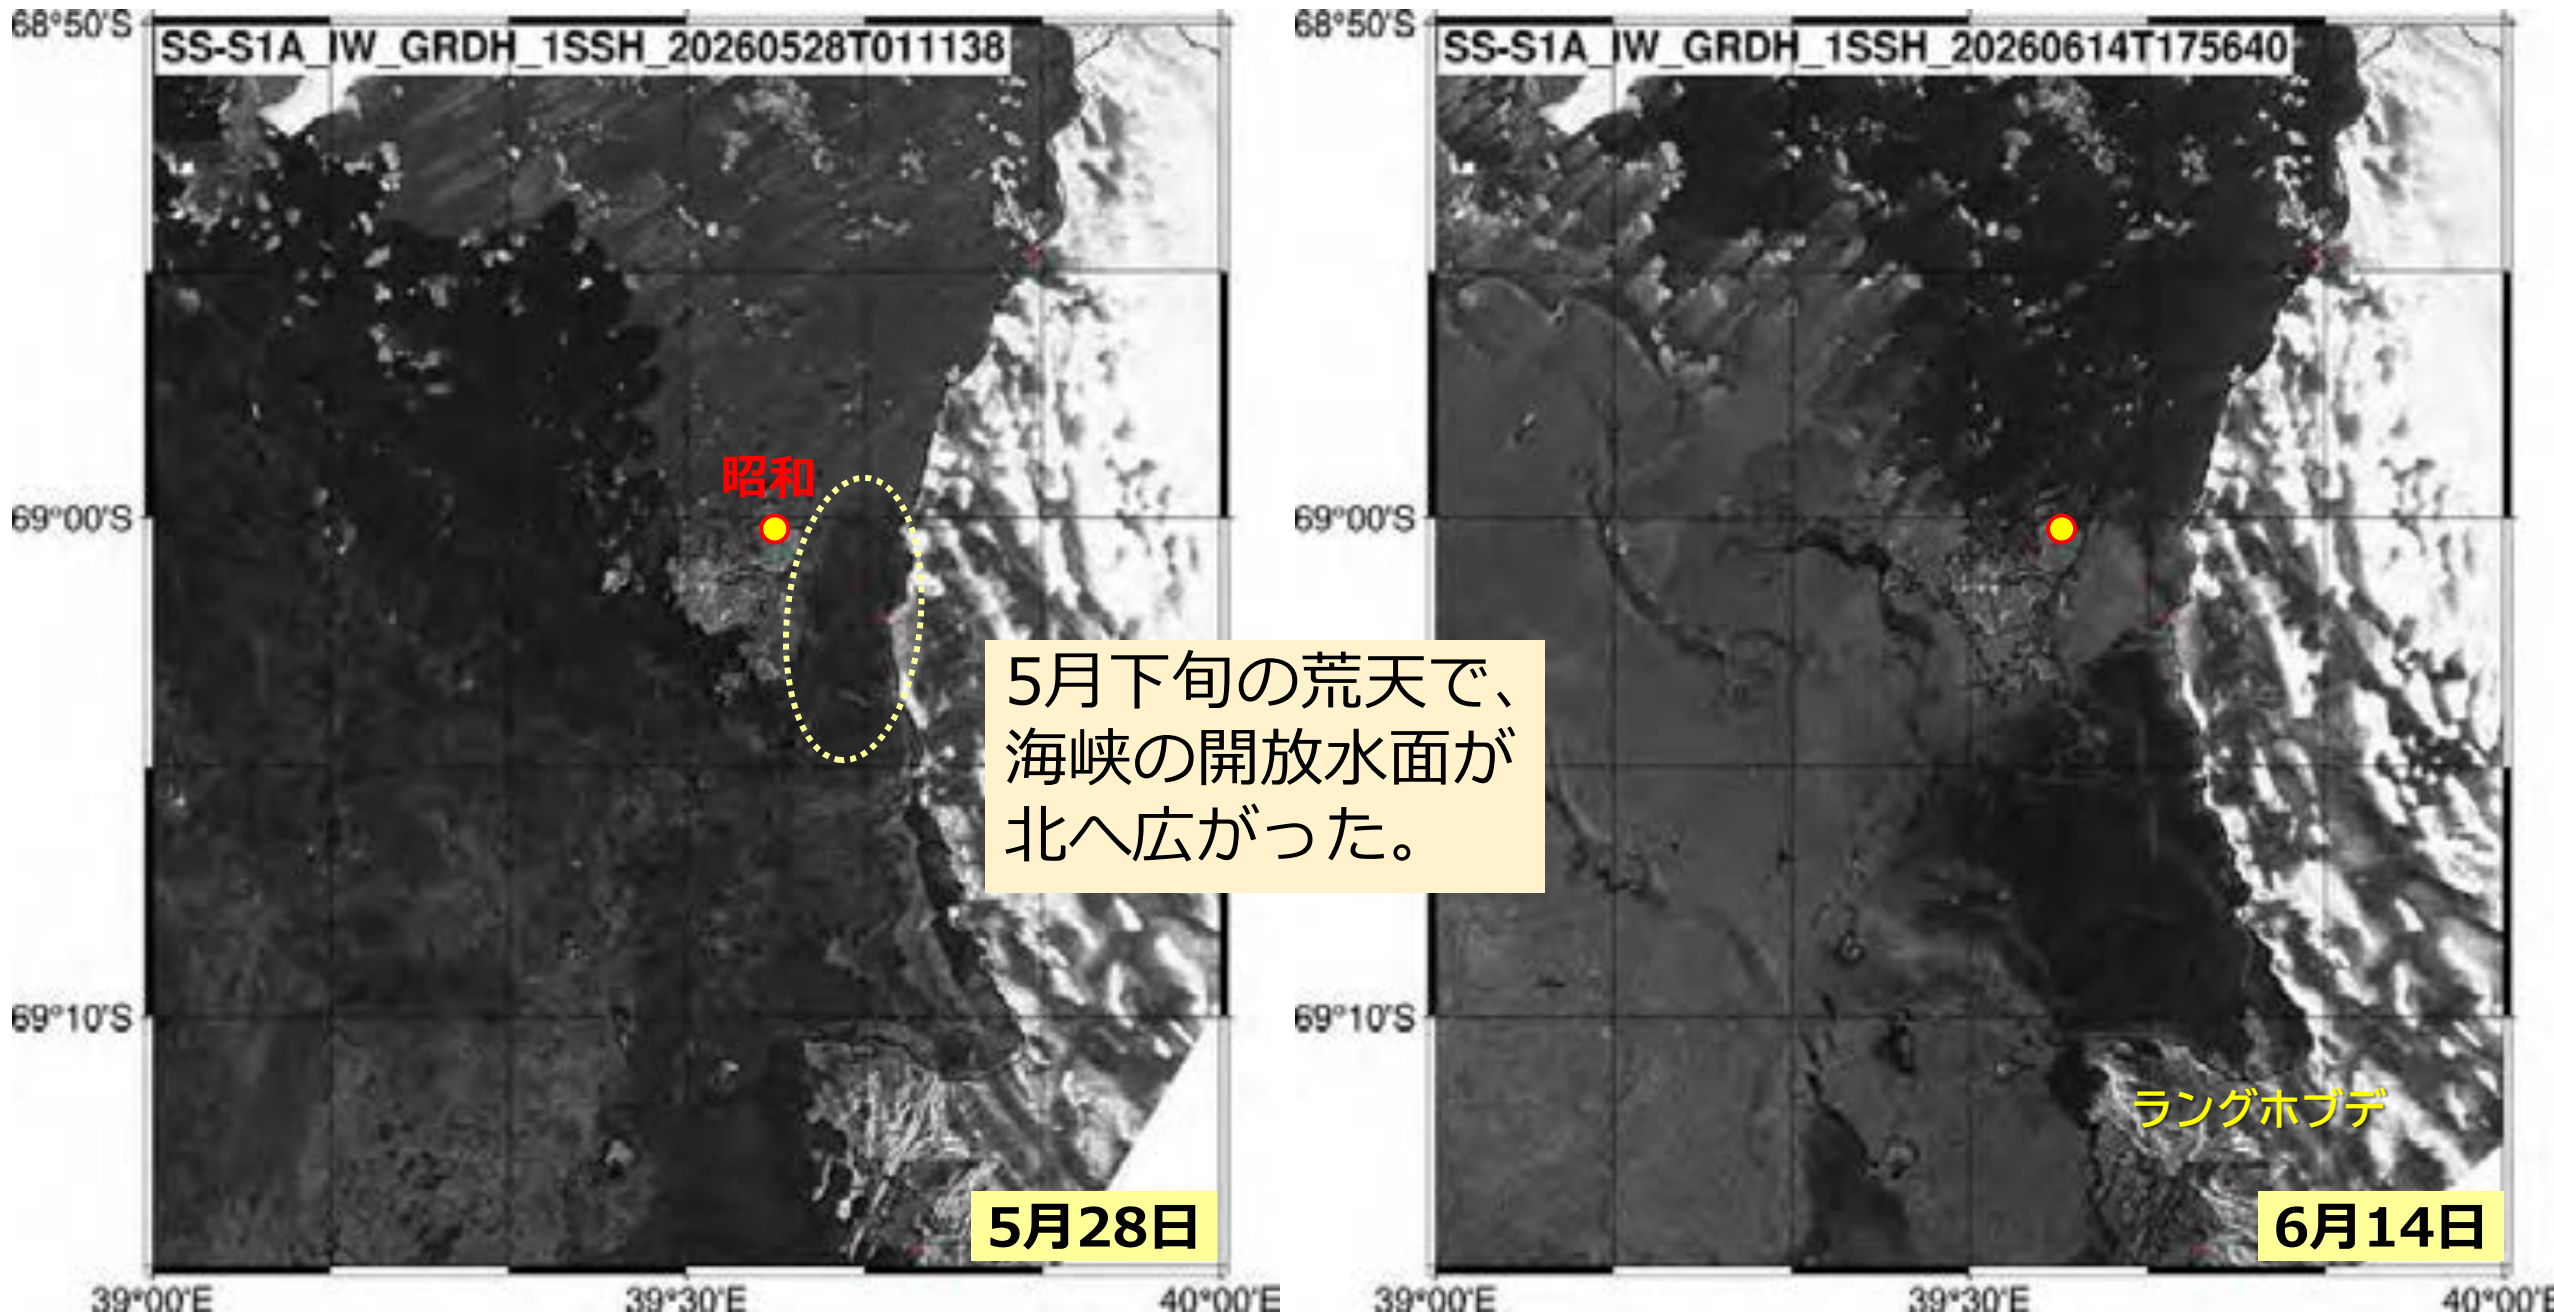 68°50'S
SS-S1A_IW_GRDH_1SSH_20260528T011138
昭和
69°00'S
69°10'S
5月28日
39°00'E
39°30'E
40°00'E
5月下旬の荒天で、
海峡の開放水面が
北へ広がった。
68°50'S
SS-S1A_IW_GRDH_1SSH_20260614T175640
69°00'S
69°10'S
ラングホブデ
6月14日
39°00'E
39°30'E
40°00'E